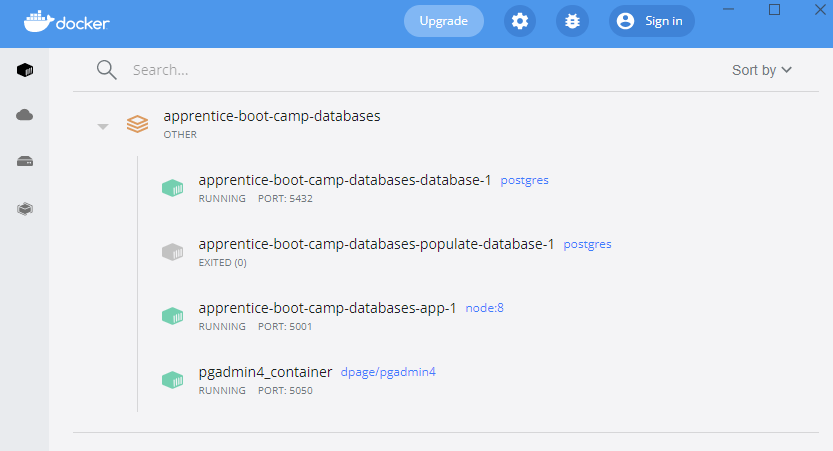 docker
Upgrade
Sign in
Search...
Sort by
apprentice-boot-camp-databases
OTHER
apprentice-boot-camp-databases-database-1 postgres
RUNNING PORT: 5432
apprentice-boot-camp-databases-populate-database-1 postgres
EXITED (0)
apprentice-boot-camp-databases-app-1 node:8
RUNNING PORT: 5001
pgadmin4_container dpage/pgadmin4
RUNNING PORT: 5050